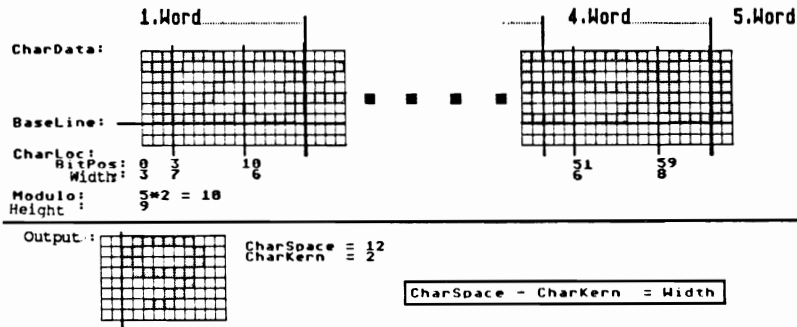 1.Word 4.Word 5.Word
CharData:
BaseLine:
CharLoc:
BitPos: 0 3 10 51 59
Width: 3 7 6 6 8
Modulo: 5*2 = 10
Height : 9
Output : CharSpace = 12
CharKern = 2
CharSpace - CharKern = Width